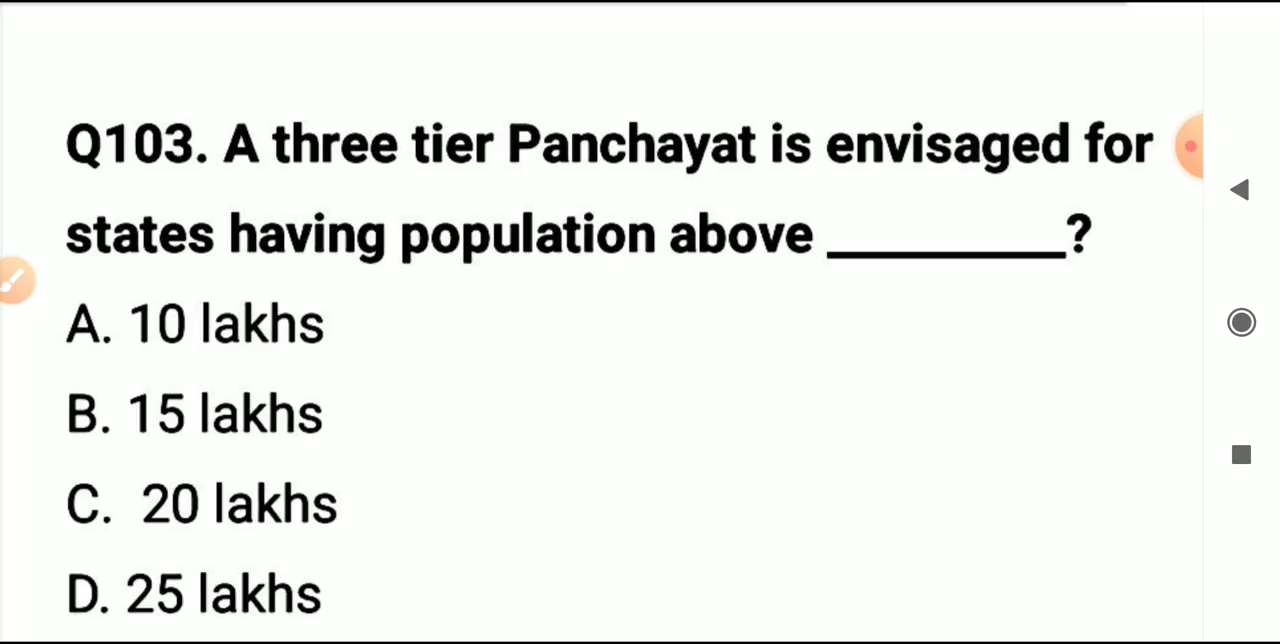 Q103. A three tier Panchayat is envisaged for
states having population above __________?
A. 10 lakhs
B. 15 lakhs
C. 20 lakhs
D. 25 lakhs